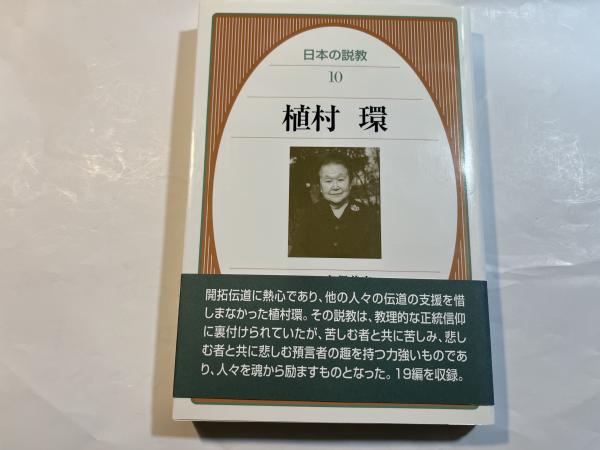 日本の説教
10
植村 環
開拓伝道に熱心であり、他の人々の伝道の支援を惜
しまなかった植村環。その説教は、教理的な正統信仰
に裏付けられていたが、苦しむ者と共に苦しみ、悲し
む者と共に悲しむ預言者の趣を持つ力強いものであ
り、人々を魂から励ますものとなった。19編を収録。